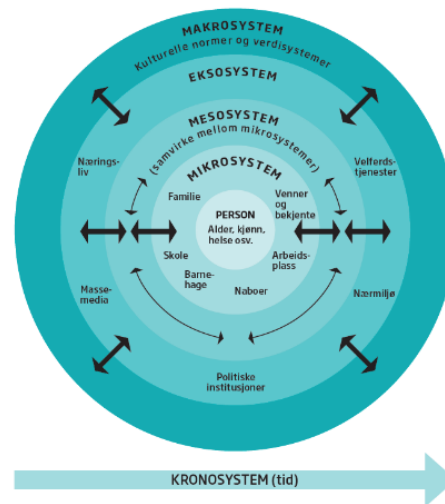 MAKROSYSTEM
Kulturelle normer og verdisystemer
EKSOSYSTEM
MESOSYSTEM
(samvirke mellom mikrosystemer)
MIKROSYSTEM
Nærings-
liv
Velferds-
tjenester
Familie
Venner
og
bekjente
PERSON
Alder, kjønn,
helse osv.
Skole
Arbeids-
plass
Barne-
hage
Naboer
Masse-
media
Nærmiljø
Politiske
institusjoner
KRONOSYSTEM (tid)